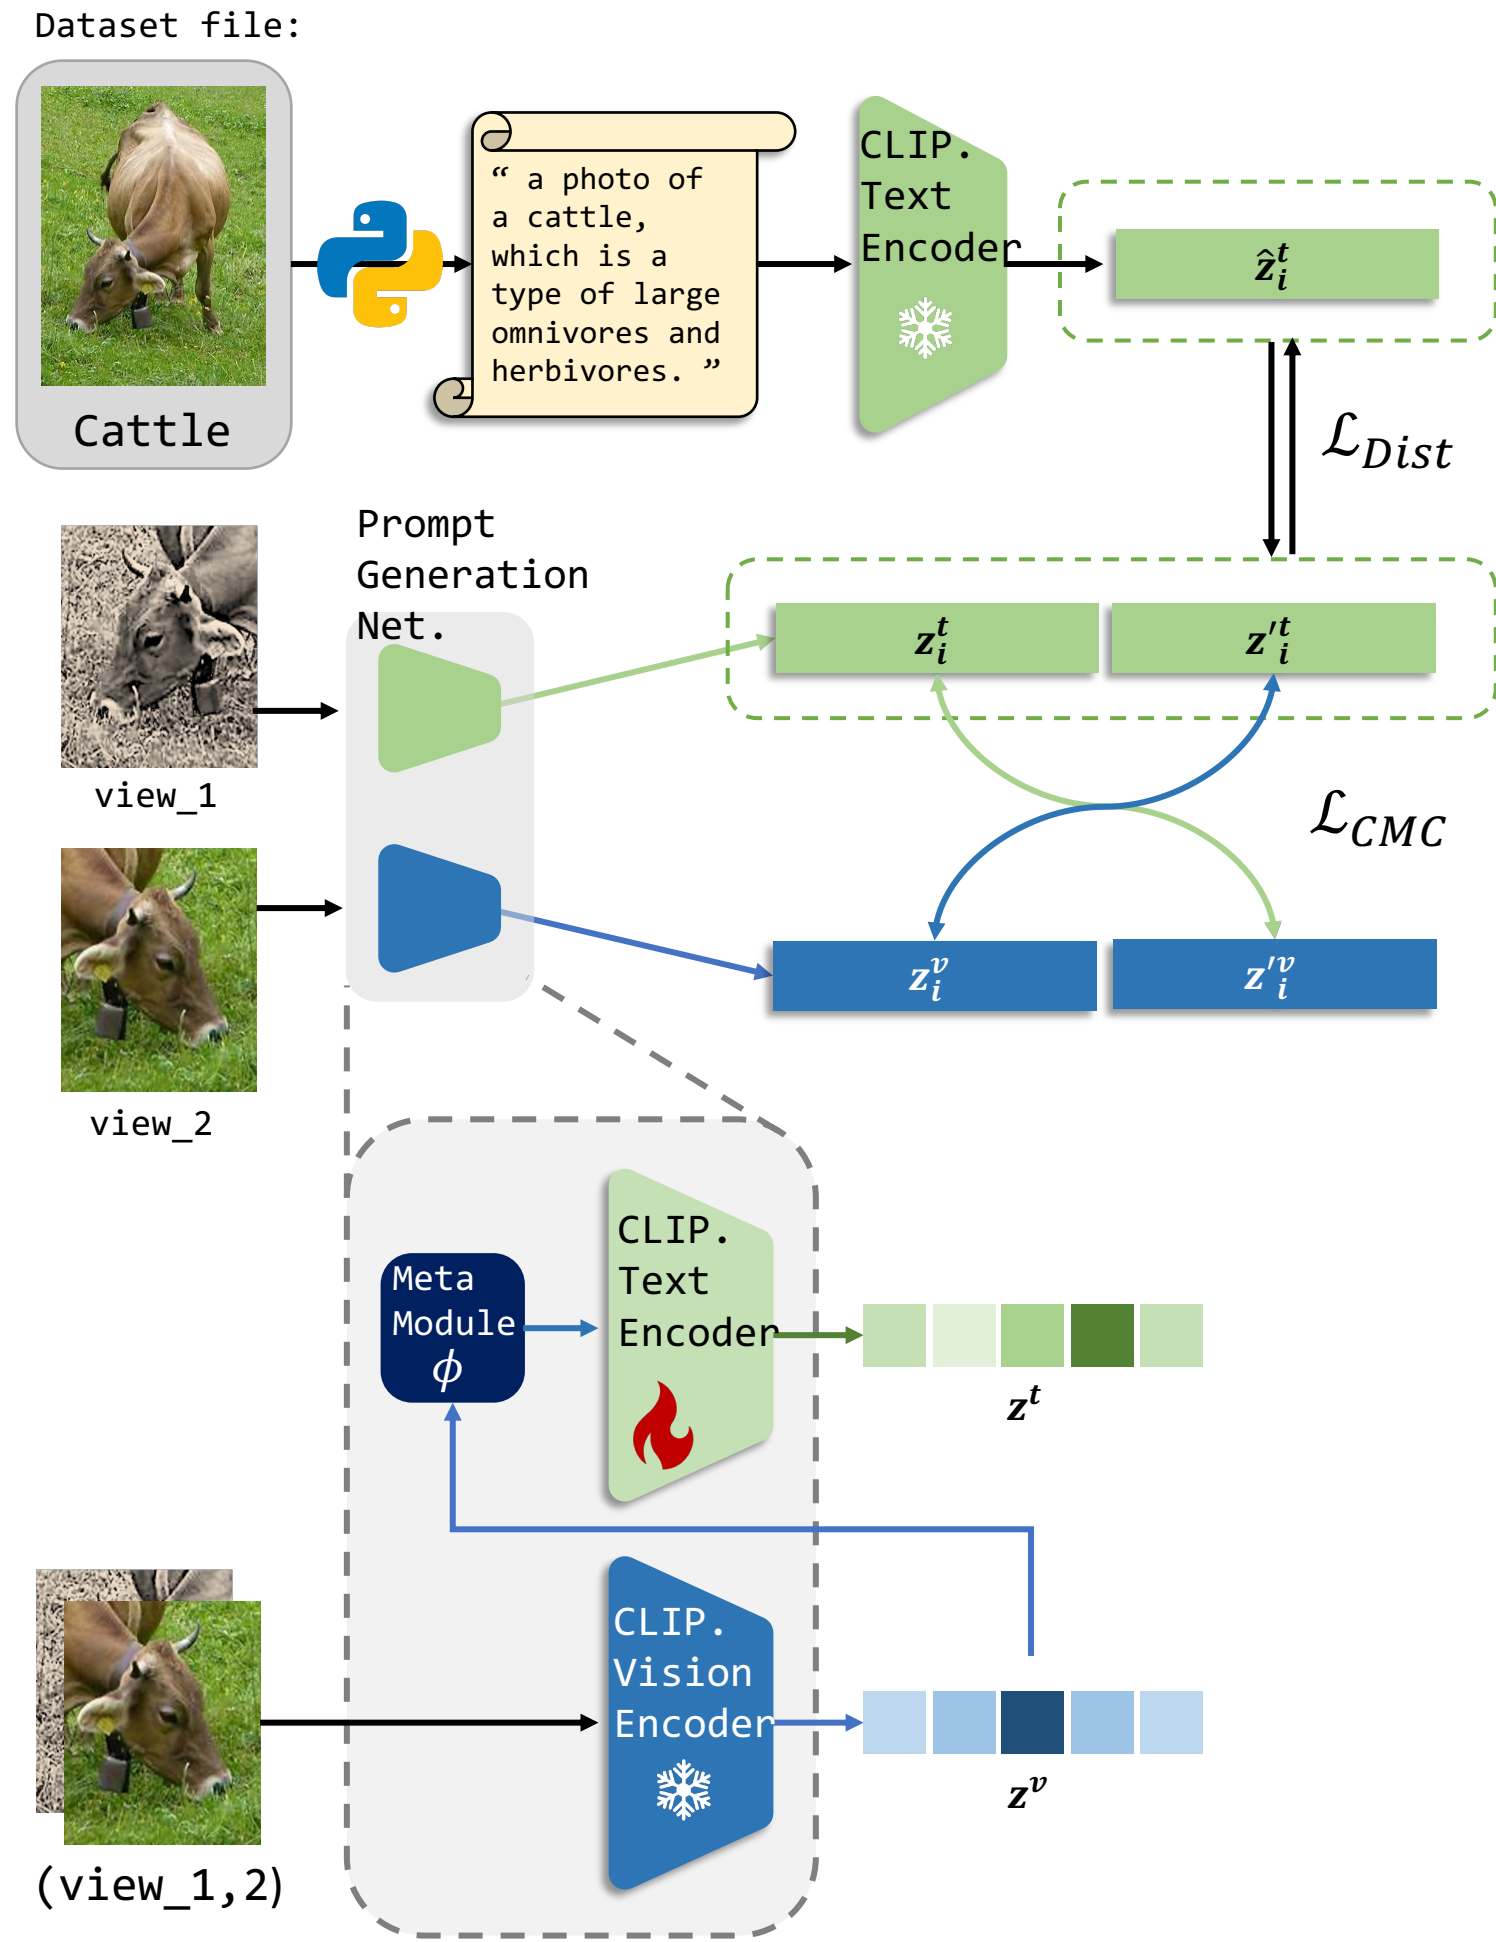 Dataset file:
Cattle
“ a photo of
a cattle,
which is a
type of large
omnivores and
herbivores. ”
CLIP.
Text
Encoder
ẑᵢᵗ
ℒ_Dist
Prompt
Generation
Net.
view_1
zᵢᵗ
z′ᵢᵗ
ℒ_CMC
view_2
zᵢᵛ
z′ᵢᵛ
Meta
Module
ϕ
CLIP.
Text
Encoder
zᵗ
CLIP.
Vision
Encoder
zᵛ
(view_1,2)